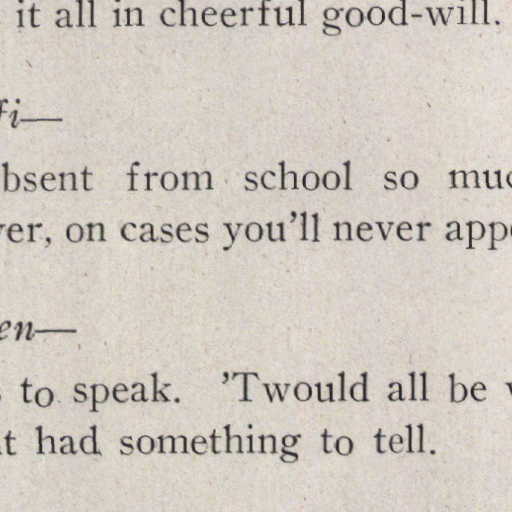 it all in cheerful good-will.
fi—
bsent from school so muc
er, on cases you'll never app
en—
to speak. 'Twould all be
t had something to tell.